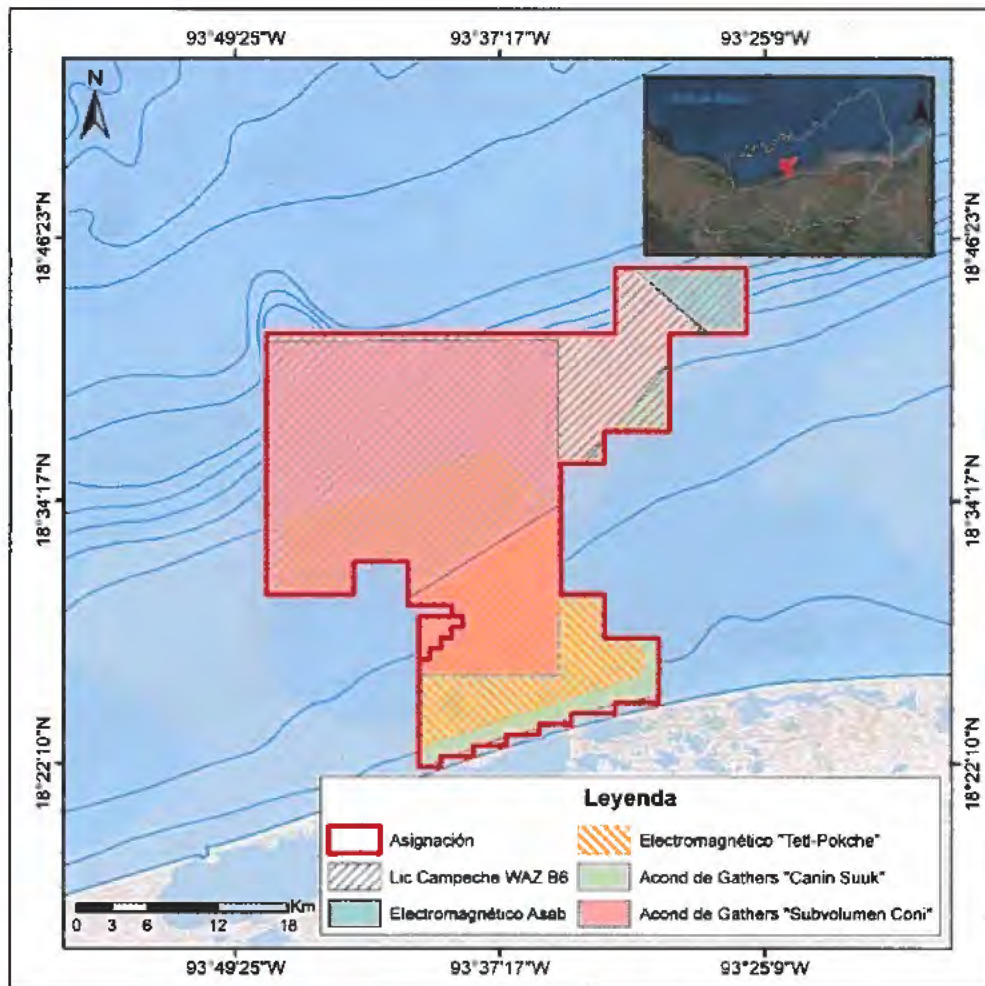 93°49'25"W 93°37'17"W 93°25'9"W
N
18°46'23"N 18°46'23"N
18°34'17"N 18°34'17"N
18°22'10"N 18°22'10"N
Leyenda
Asignación
Lic Campeche WAZ B6
Electromagnético Asab
Electromagnético "Tetl-Pokche"
Acond de Gathers "Canin Suuk"
Acond de Gathers "Subvolumen Coni"
0 3 6 12 18 Km
93°49'25"W 93°37'17"W 93°25'9"W